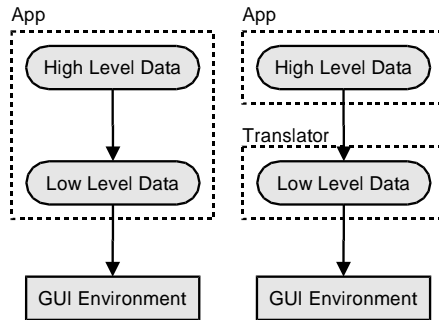 App
High Level Data
Low Level Data
GUI Environment
App
High Level Data
Translator
Low Level Data
GUI Environment